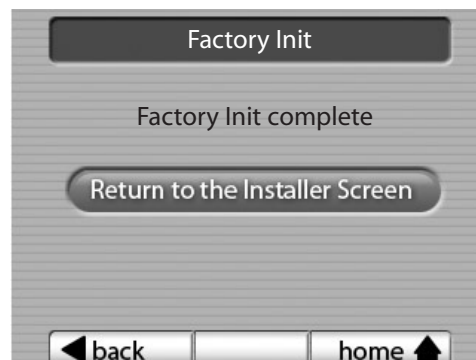 Factory Init
Factory Init complete
Return to the Installer Screen
back home